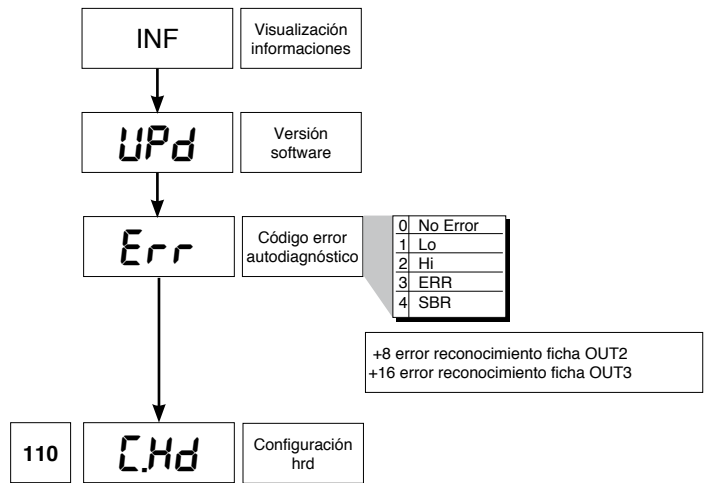 INF
Visualización
informaciones
UPd
Versión
software
Err
Código error
autodiagnóstico
0 No Error
1 Lo
2 Hi
3 ERR
4 SBR
+8 error reconocimiento ficha OUT2
+16 error reconocimiento ficha OUT3
110
C.Hd
Configuración
hrd